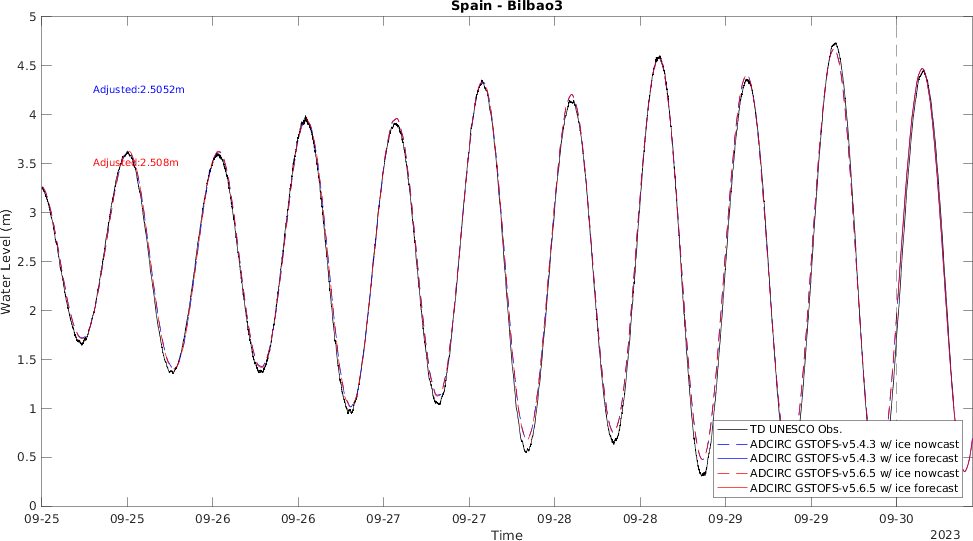 Spain - Bilbao3
5
4.5
4
3.5
3
2.5
2
1.5
1
0.5
0
Water Level (m)
Adjusted:2.5052m
Adjusted:2.508m
TD UNESCO Obs.
ADCIRC GSTOFS-v5.4.3 w/ ice nowcast
ADCIRC GSTOFS-v5.4.3 w/ ice forecast
ADCIRC GSTOFS-v5.6.5 w/ ice nowcast
ADCIRC GSTOFS-v5.6.5 w/ ice forecast
09-25 09-25 09-26 09-26 09-27 09-27 09-28 09-28 09-29 09-29 09-30
Time
2023